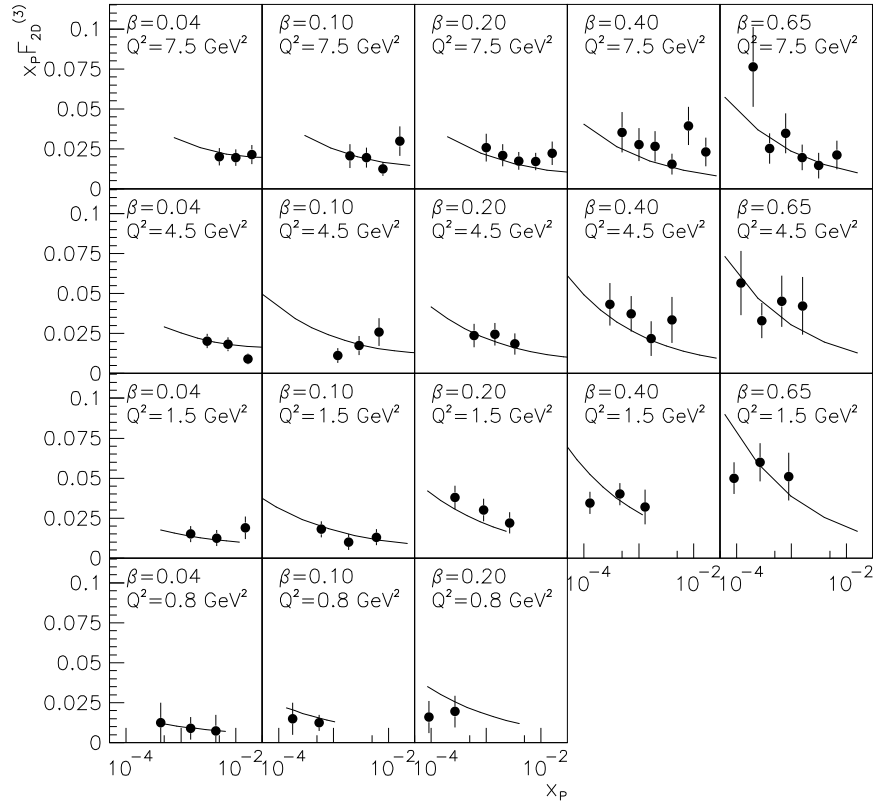 x_P F_2D^(3)
0.1
0.075
0.05
0.025
0
β=0.04
Q²=7.5 GeV²
β=0.10
Q²=7.5 GeV²
β=0.20
Q²=7.5 GeV²
β=0.40
Q²=7.5 GeV²
β=0.65
Q²=7.5 GeV²
0.1
0.075
0.05
0.025
0
β=0.04
Q²=4.5 GeV²
β=0.10
Q²=4.5 GeV²
β=0.20
Q²=4.5 GeV²
β=0.40
Q²=4.5 GeV²
β=0.65
Q²=4.5 GeV²
0.1
0.075
0.05
0.025
0
β=0.04
Q²=1.5 GeV²
β=0.10
Q²=1.5 GeV²
β=0.20
Q²=1.5 GeV²
β=0.40
Q²=1.5 GeV²
β=0.65
Q²=1.5 GeV²
10⁻⁴ 10⁻² 10⁻⁴ 10⁻²
0.1
0.075
0.05
0.025
0
β=0.04
Q²=0.8 GeV²
β=0.10
Q²=0.8 GeV²
β=0.20
Q²=0.8 GeV²
10⁻⁴ 10⁻² 10⁻⁴ 10⁻² 10⁻⁴ 10⁻²
x_P